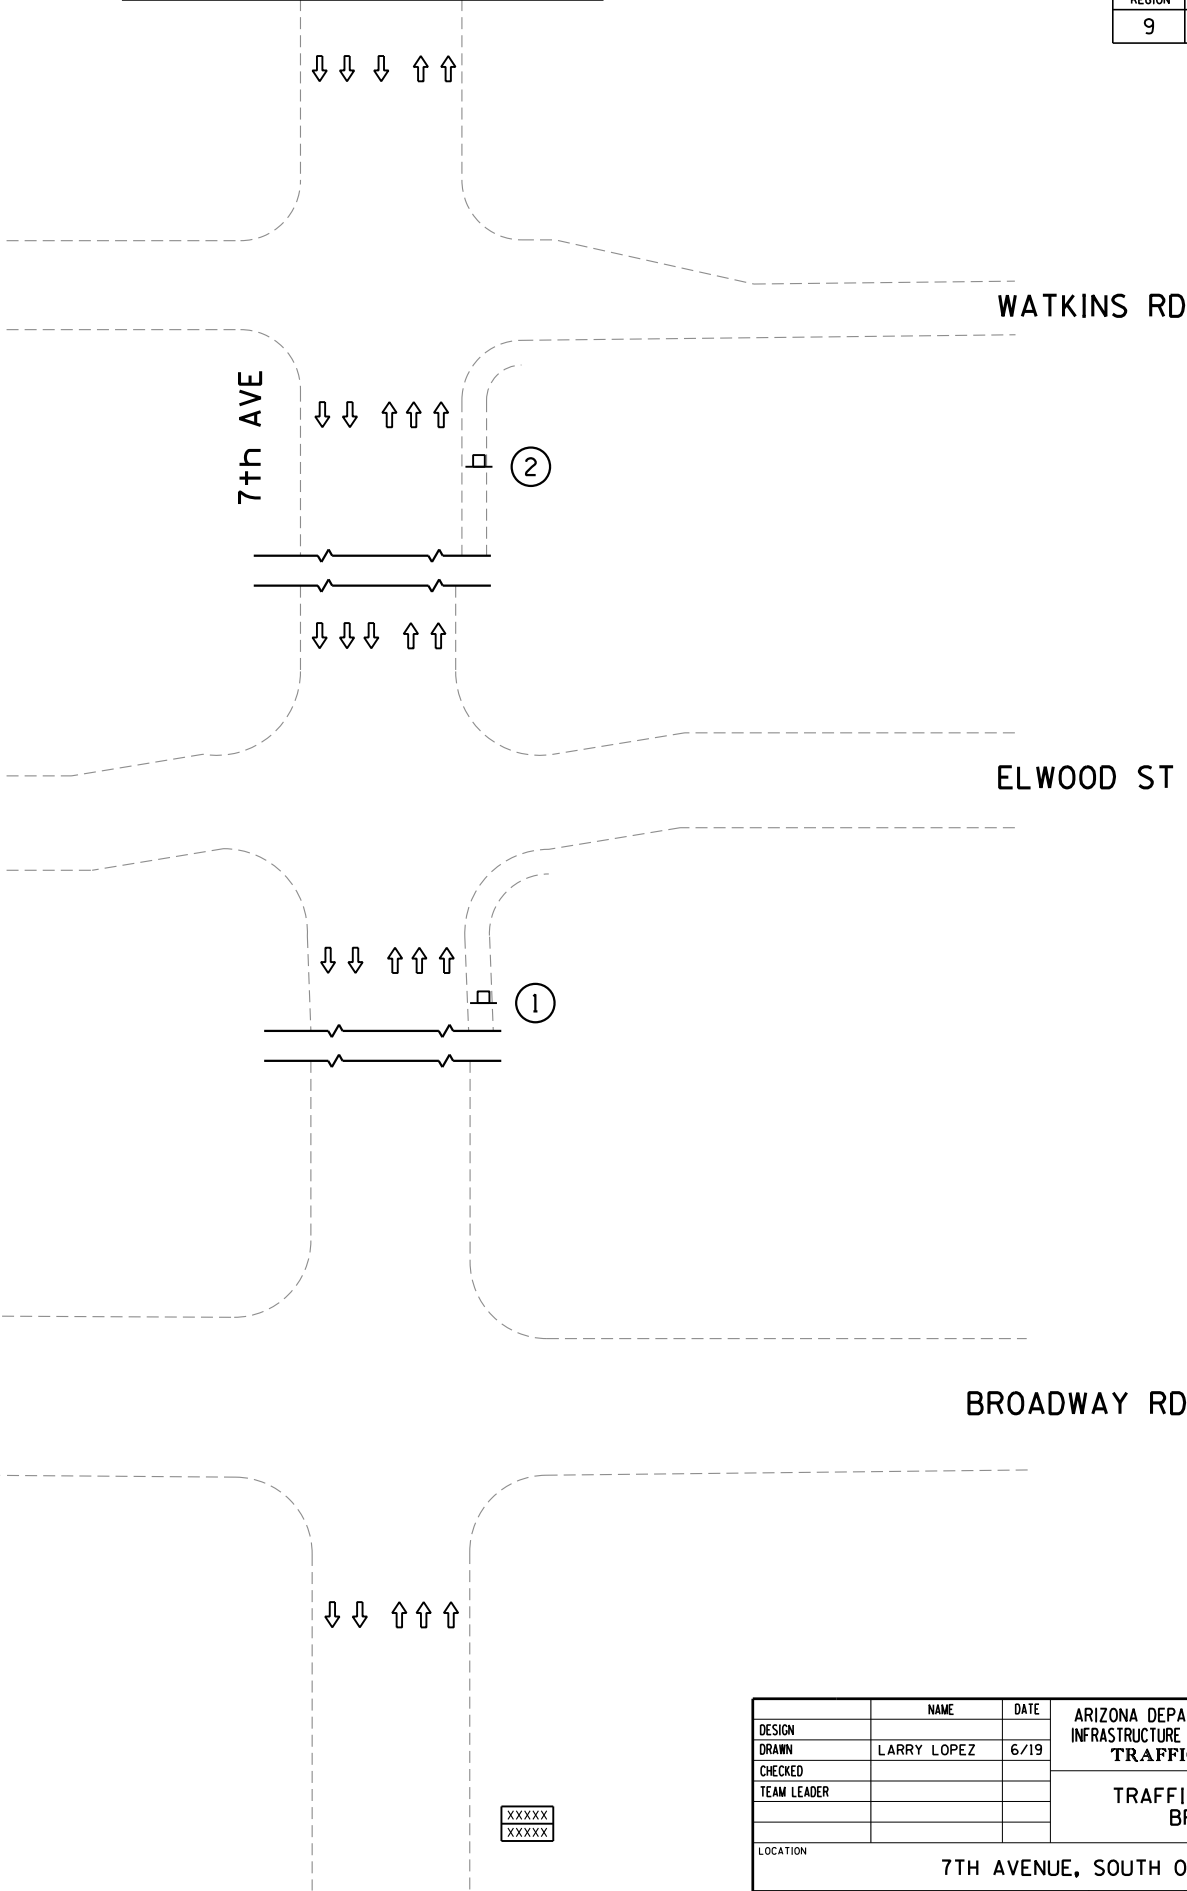 REGION
9
WATKINS RD
7th AVE
2
ELWOOD ST
1
BROADWAY RD
NAME DATE
DESIGN
DRAWN LARRY LOPEZ 6/19
CHECKED
TEAM LEADER
ARIZONA DEPA
INFRASTRUCTURE
TRAFFI
TRAFFI
B
XXXXX
XXXXX
LOCATION
7TH AVENUE, SOUTH O